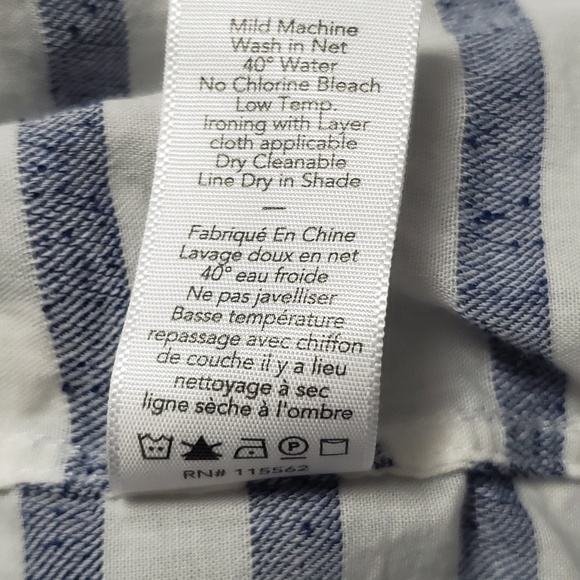 Mild Machine
Wash in Net
40° Water
No Chlorine Bleach
Low Temp.
Ironing with Layer
cloth applicable
Dry Cleanable
Line Dry in Shade
—
Fabriqué En Chine
Lavage doux en net
40° eau froide
Ne pas javelliser
Basse température
repassage avec chiffon
de couche il y a lieu
nettoyage à sec
ligne sèche à l'ombre
P
RN# 115562